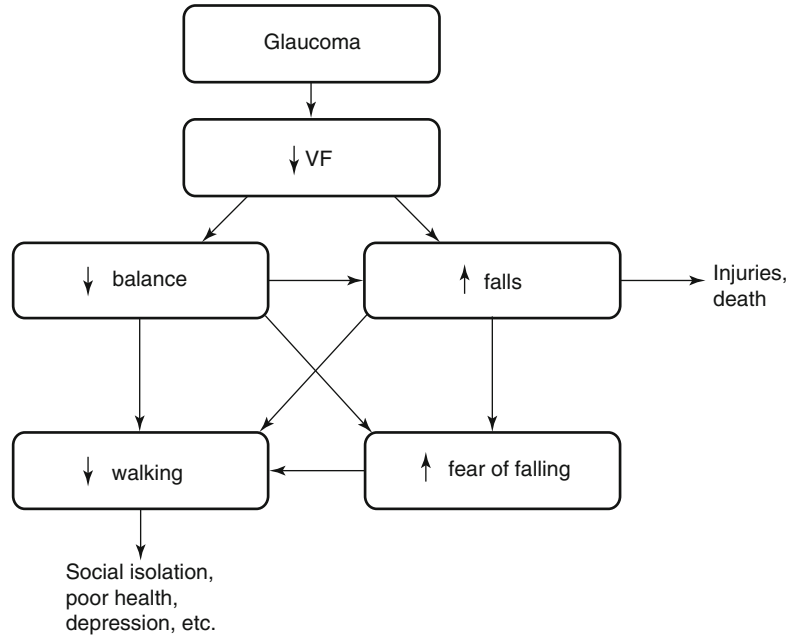 Glaucoma
↓ VF
↓ balance
↑ falls
Injuries,
death
↓ walking
↑ fear of falling
Social isolation,
poor health,
depression, etc.